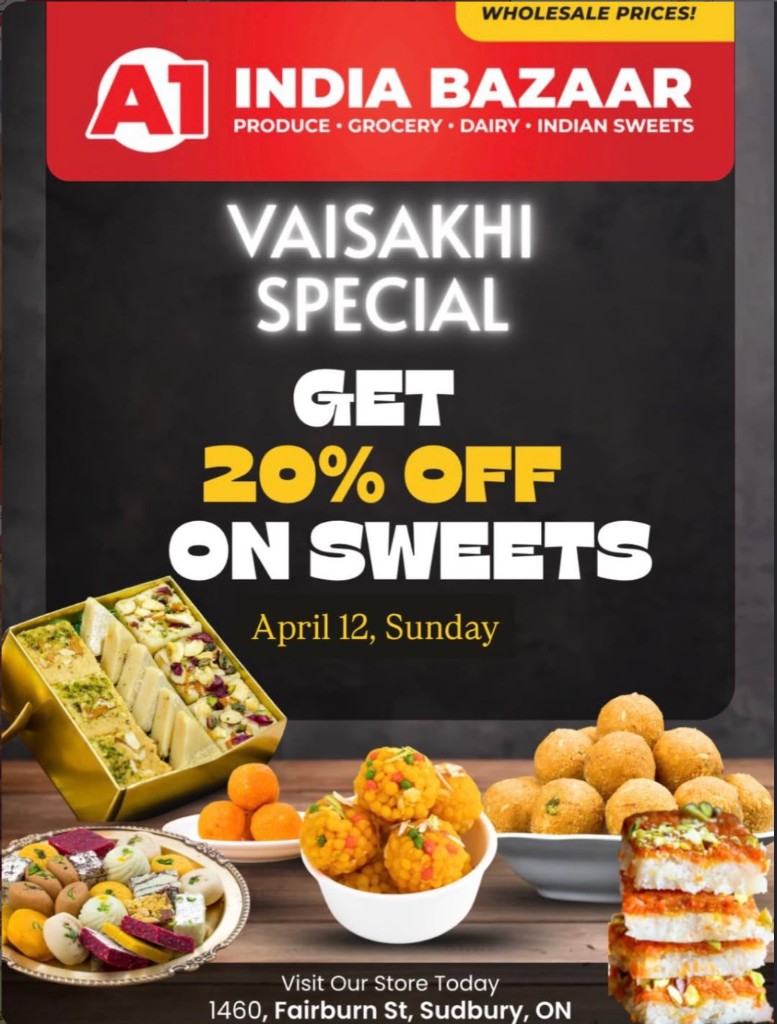 WHOLESALE PRICES!
A1
INDIA BAZAAR
PRODUCE • GROCERY • DAIRY • INDIAN SWEETS
VAISAKHI
SPECIAL
GET
20% OFF
ON SWEETS
April 12, Sunday
Visit Our Store Today
1460, Fairburn St, Sudbury, ON